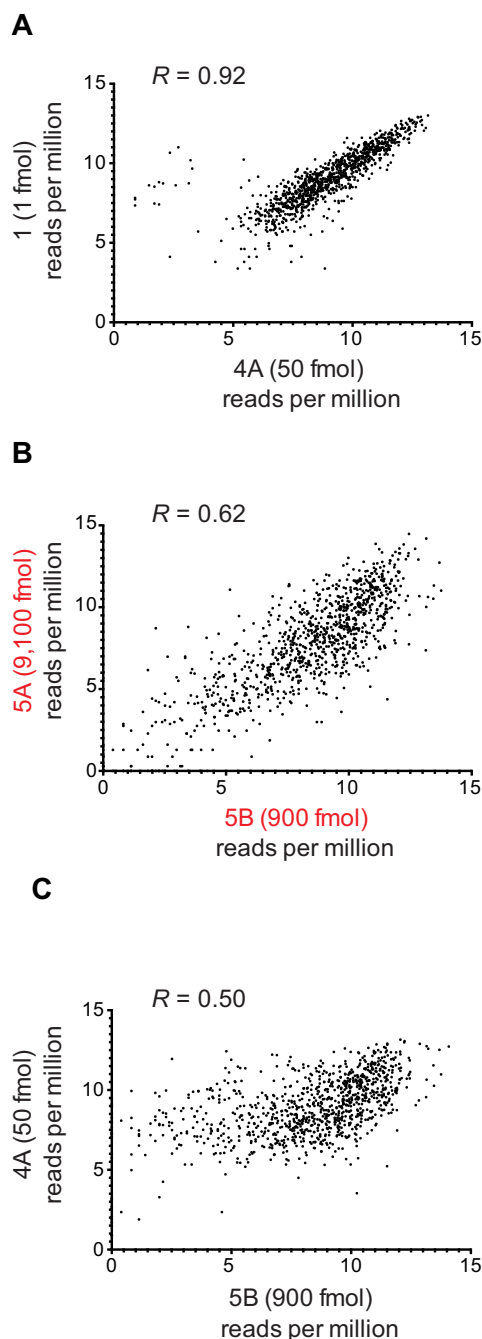 A
R = 0.92
1 (1 fmol)
reads per million
15
10
5
0
0 5 10 15
4A (50 fmol)
reads per million
B
R = 0.62
5A (9,100 fmol)
reads per million
15
10
5
0
0 5 10 15
5B (900 fmol)
reads per million
C
R = 0.50
4A (50 fmol)
reads per million
15
10
5
0
0 5 10 15
5B (900 fmol)
reads per million